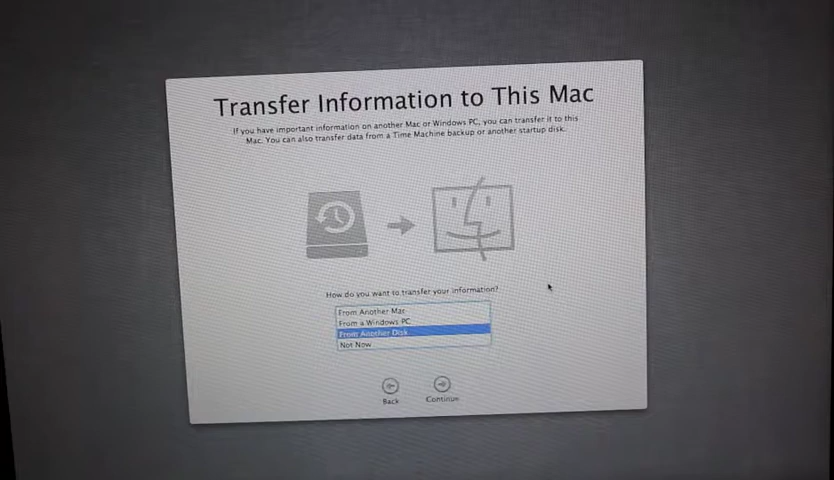 Transfer Information to This Mac
If you have important information on another Mac or Windows PC, you can transfer it to this
Mac. You can also transfer data from a Time Machine backup or another startup disk.
How do you want to transfer your information?
From Another Mac
From a Windows PC
From Another Disk
Not Now
Back
Continue